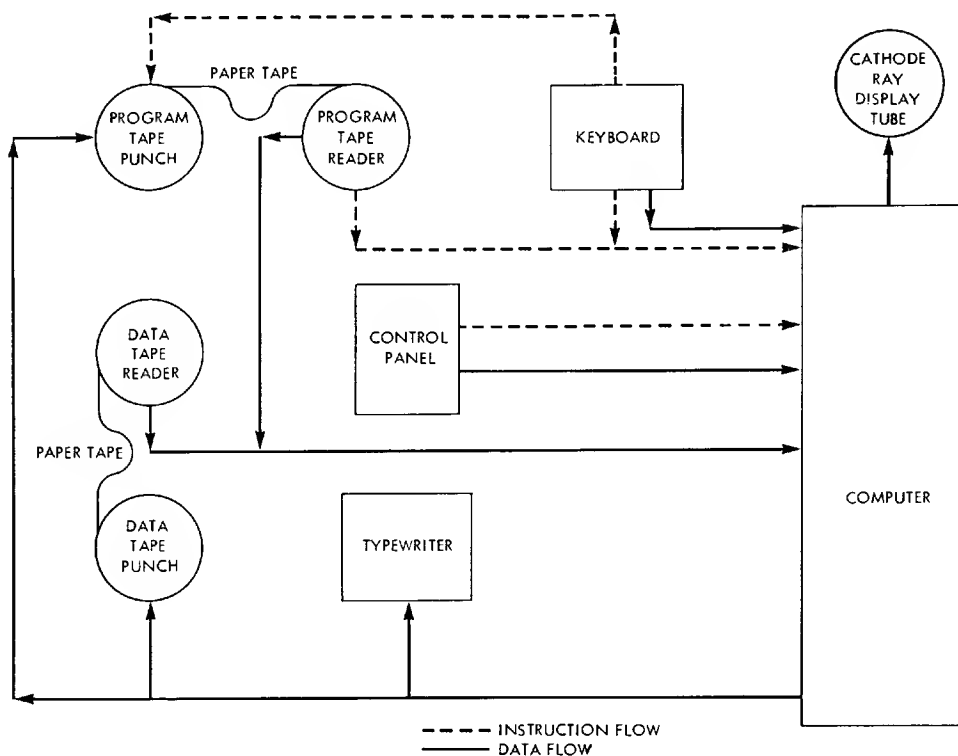 PAPER TAPE
PROGRAM
TAPE
PUNCH
PROGRAM
TAPE
READER
KEYBOARD
CATHODE
RAY
DISPLAY
TUBE
DATA
TAPE
READER
CONTROL
PANEL
PAPER TAPE
DATA
TAPE
PUNCH
TYPEWRITER
COMPUTER
INSTRUCTION FLOW
DATA FLOW